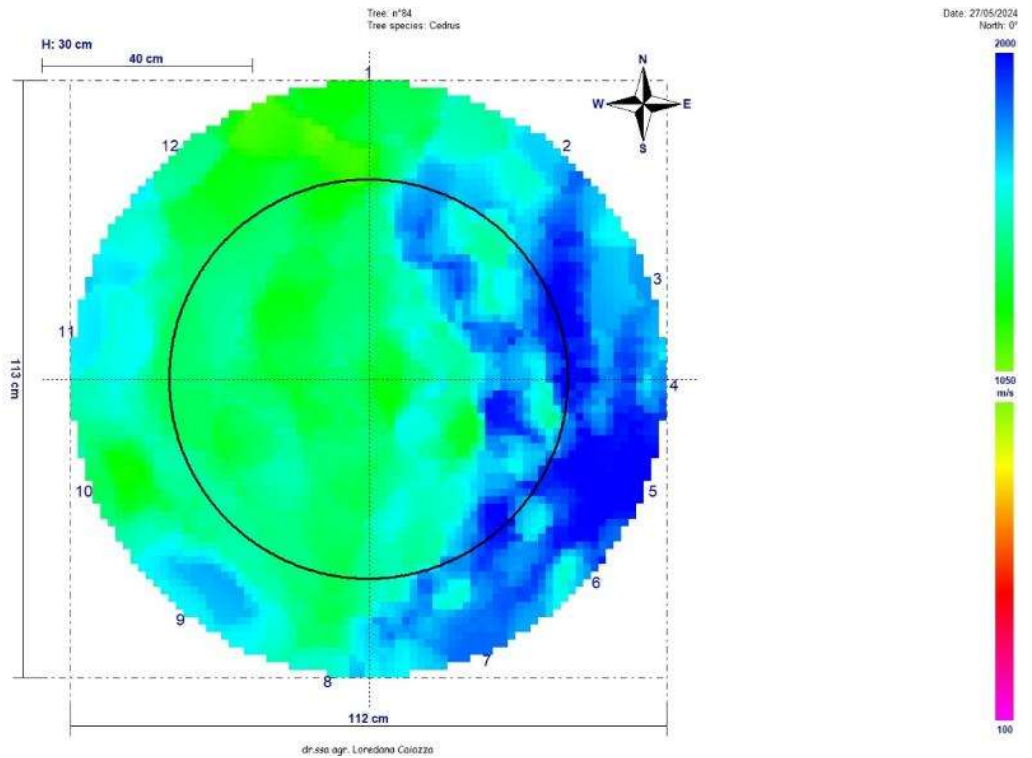 Tree: n°84
Tree species: Cedrus
Date: 27/05/2024
North: 0°
H: 30 cm
40 cm
2000
N
W E
S
1
2
12
3
11
113 cm
4
1050
m/s
10
5
6
9
7
8
112 cm
100
dr.ssa agr. Loredana Caiazza